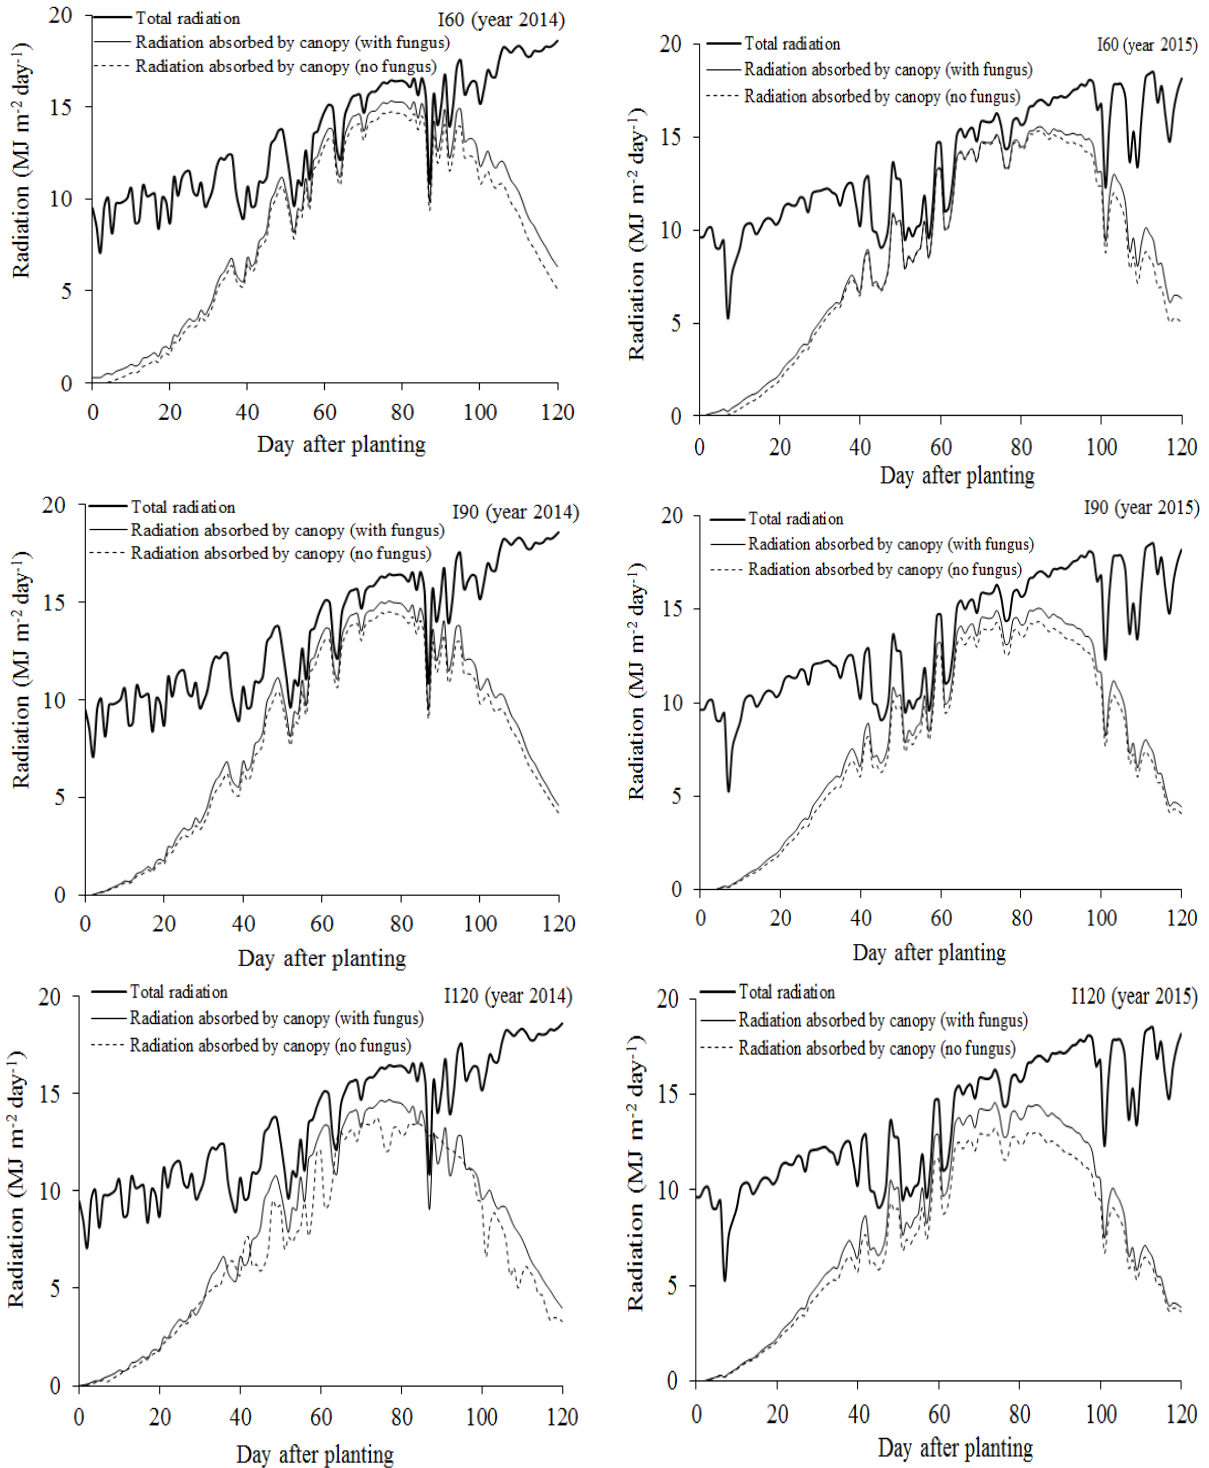 I60 (year 2014)
Total radiation
Radiation absorbed by canopy (with fungus)
Radiation absorbed by canopy (no fungus)
Radiation (MJ m⁻² day⁻¹)
20
15
10
5
0
0 20 40 60 80 100 120
Day after planting
I60 (year 2015)
Total radiation
Radiation absorbed by canopy (with fungus)
Radiation absorbed by canopy (no fungus)
Radiation (MJ m⁻² day⁻¹)
20
15
10
5
0
0 20 40 60 80 100 120
Day after planting
I90 (year 2014)
Total radiation
Radiation absorbed by canopy (with fungus)
Radiation absorbed by canopy (no fungus)
Radiation (MJ m⁻² day⁻¹)
20
15
10
5
0
0 20 40 60 80 100 120
Day after planting
I90 (year 2015)
Total radiation
Radiation absorbed by canopy (with fungus)
Radiation absorbed by canopy (no fungus)
Radiation (MJ m⁻² day⁻¹)
20
15
10
5
0
0 20 40 60 80 100 120
Day after planting
I120 (year 2014)
Total radiation
Radiation absorbed by canopy (with fungus)
Radiation absorbed by canopy (no fungus)
Radiation (MJ m⁻² day⁻¹)
20
15
10
5
0
0 20 40 60 80 100 120
Day after planting
I120 (year 2015)
Total radiation
Radiation absorbed by canopy (with fungus)
Radiation absorbed by canopy (no fungus)
Radiation (MJ m⁻² day⁻¹)
20
15
10
5
0
0 20 40 60 80 100 120
Day after planting